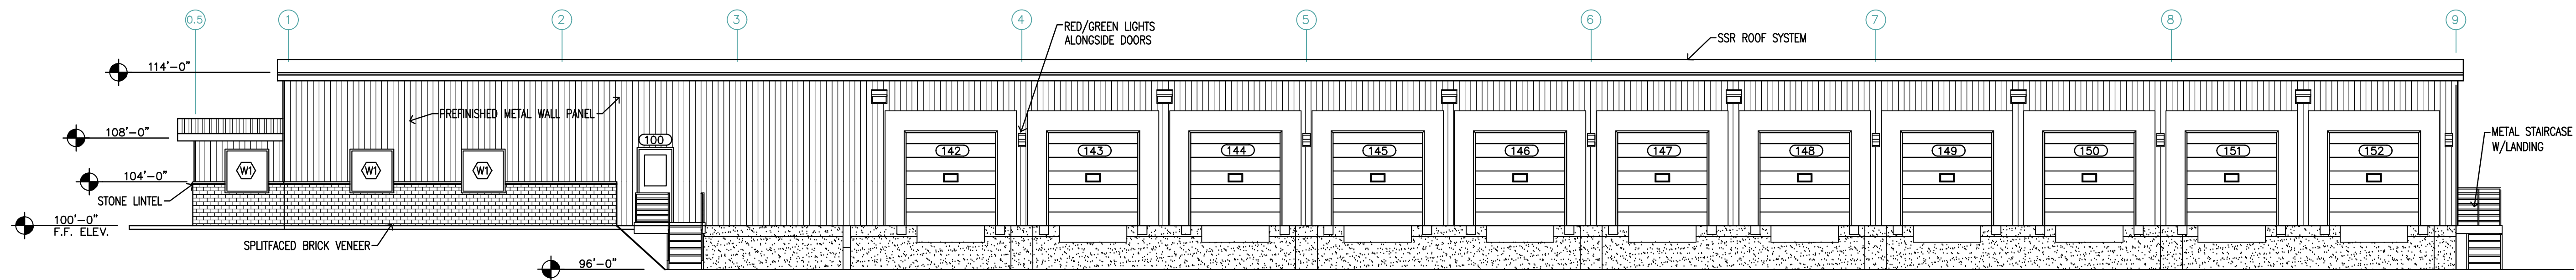 0.5
1
2
3
4
5
6
7
8
9
RED/GREEN LIGHTS
ALONGSIDE DOORS
SSR ROOF SYSTEM
114'-0"
PREFINISHED METAL WALL PANEL
108'-0"
METAL STAIRCASE
W/LANDING
100
142
143
144
145
146
147
148
149
150
151
152
W1
W1
W1
104'-0"
STONE LINTEL
100'-0"
F.F. ELEV.
SPLITFACED BRICK VENEER
96'-0"